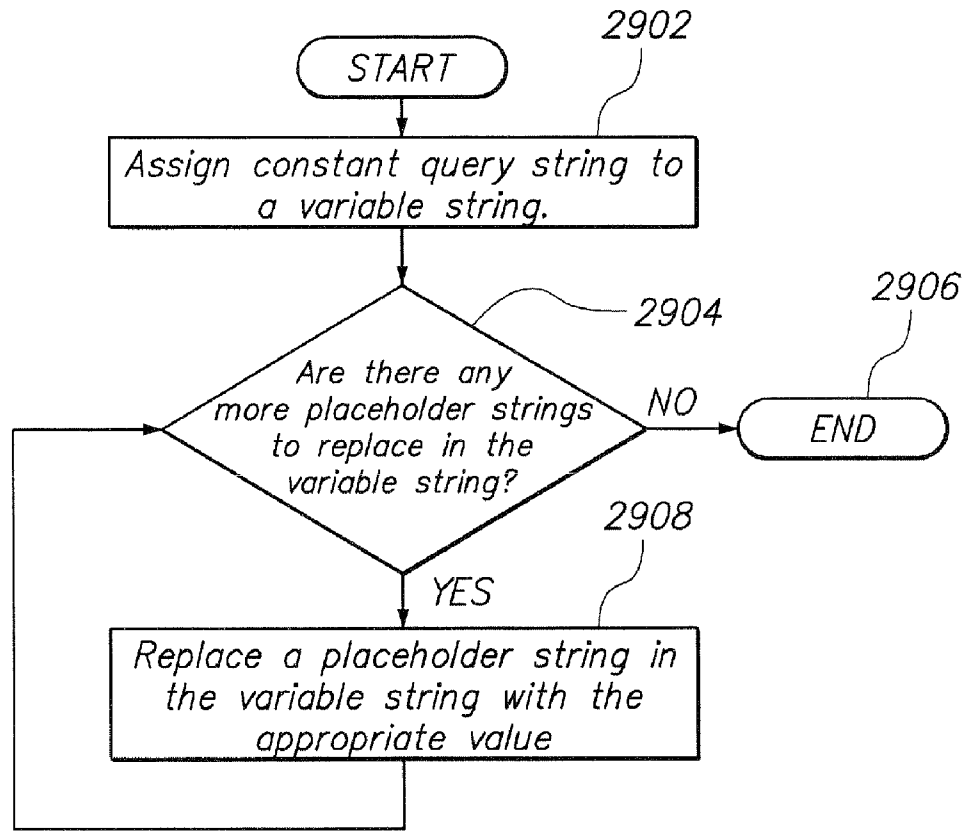 2902
START
Assign constant query string to
a variable string.
2906
2904
Are there any
more placeholder strings
to replace in the
variable string?
NO
END
2908
YES
Replace a placeholder string in
the variable string with the
appropriate value